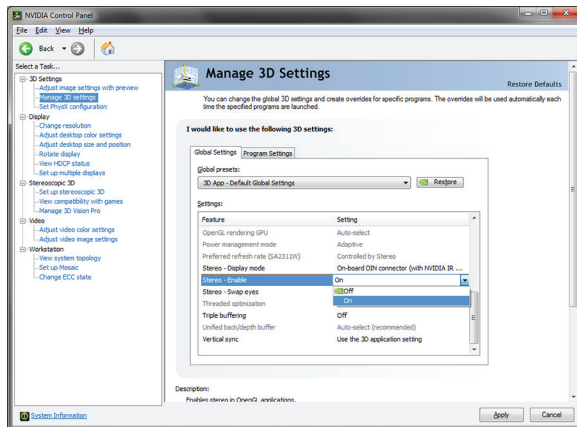 NVIDIA Control Panel
File Edit View Help
Back
Select a Task...
3D Settings
Adjust image settings with preview
Manage 3D settings
Set PhysX configuration
Display
Change resolution
Adjust desktop color settings
Adjust desktop size and position
Rotate display
View HDCP status
Set up multiple displays
Stereoscopic 3D
Set up stereoscopic 3D
View compatibility with games
Manage 3D Vision Pro
Video
Adjust video color settings
Adjust video image settings
Workstation
View system topology
Set up Mosaic
Change ECC state
System Information
Manage 3D Settings
Restore Defaults
You can change the global 3D settings and create overrides for specific programs. The overrides will be used automatically each
time the specified programs are launched.
I would like to use the following 3D settings:
Global Settings Program Settings
Global presets:
3D App - Default Global Settings Restore
Settings:
Feature Setting
OpenGL rendering GPU Auto-select
Power management mode Adaptive
Preferred refresh rate (SA2311W) Controlled by Stereo
Stereo - Display mode On-board DIN connector (with NVIDIA IR ...
Stereo - Enable On
Stereo - Swap eyes Off
Threaded optimization On
Triple buffering Off
Unified back/depth buffer Auto-select (recommended)
Vertical sync Use the 3D application setting
Description:
Enables stereo in OpenGL applications.
Apply Cancel